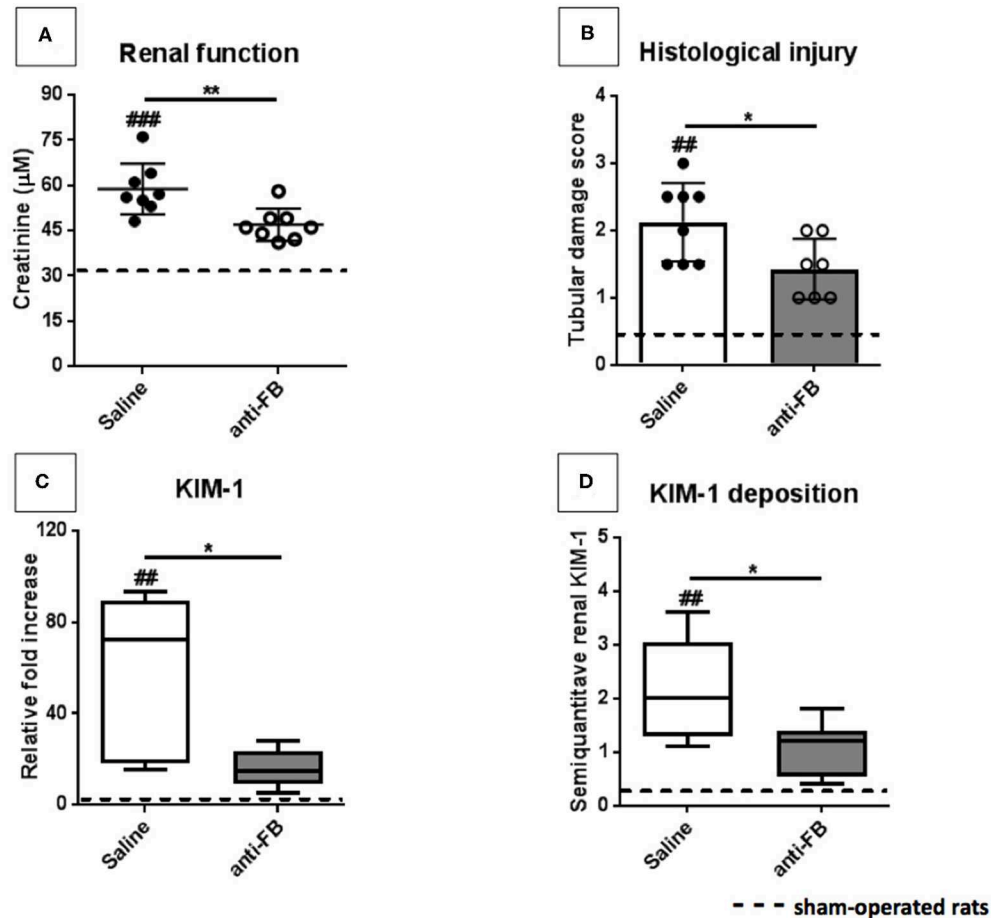 A
Renal function
Creatinine (µM)
90
75
60
45
30
15
0
###
**
Saline
anti-FB
B
Histological injury
Tubular damage score
4
3
2
1
0
##
*
Saline
anti-FB
C
KIM-1
Relative fold increase
120
80
40
0
##
*
Saline
anti-FB
D
KIM-1 deposition
Semiquantitave renal KIM-1
5
4
3
2
1
0
##
*
Saline
anti-FB
sham-operated rats